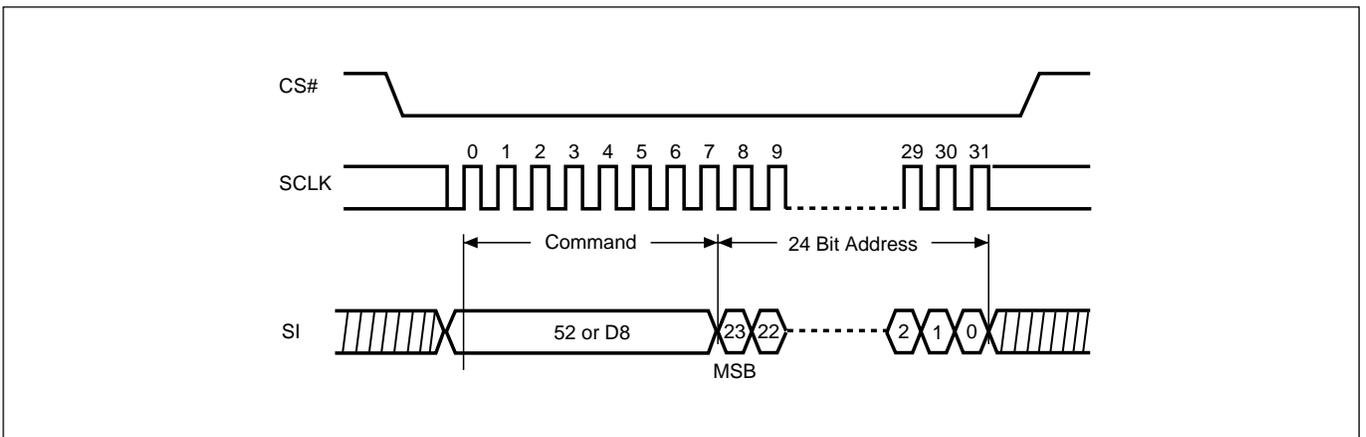 CS#
0 1 2 3 4 5 6 7 8 9 29 30 31
SCLK
Command 24 Bit Address
SI 52 or D8 23 22 2 1 0
MSB